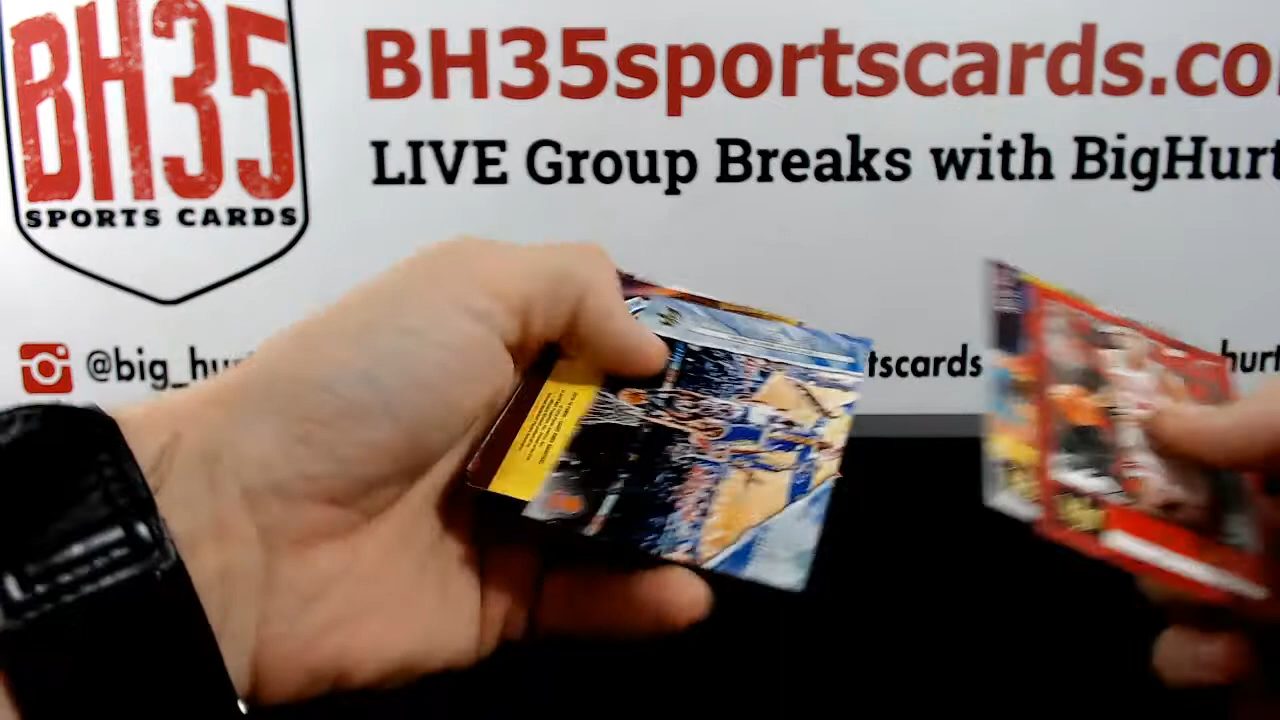 BH35
SPORTS CARDS
BH35sportscards.co
LIVE Group Breaks with BigHurt
@big_hu
tscards
hurt